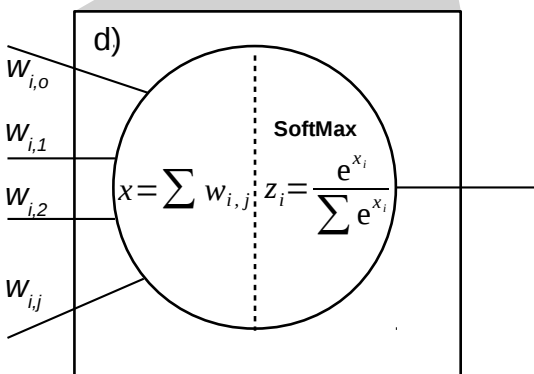 d)
w_{i,o}
w_{i,1}
w_{i,2}
w_{i,j}
x=∑ w_{i,j}
SoftMax
z_i= e^{x_i} / ∑ e^{x_i}